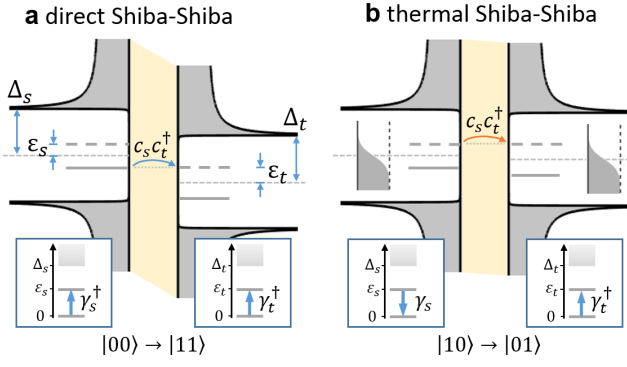 a direct Shiba-Shiba
b thermal Shiba-Shiba
Δₛ
εₛ
cₛcₜ†
Δₜ
εₜ
cₛcₜ†
Δₛ
εₛ
0
γₛ†
Δₜ
εₜ
0
γₜ†
Δₛ
εₛ
0
γₛ
Δₜ
εₜ
0
γₜ†
|00⟩ → |11⟩
|10⟩ → |01⟩